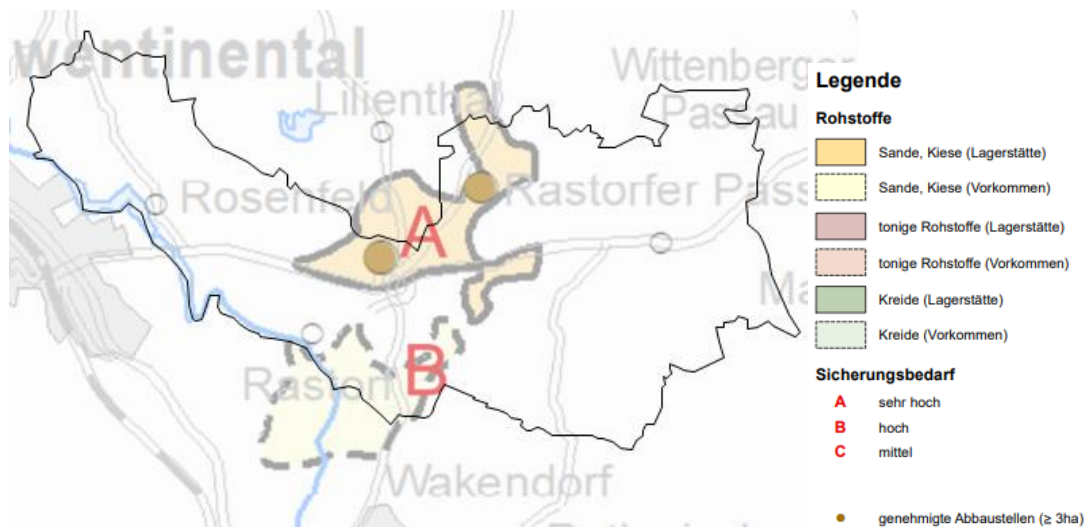 wentinental
Lilienthal
Wittenberger
Passau
Rosenfeld
Rastorfer Pass
A
Ma
B
Rastorf
Wakendorf
Legende
Rohstoffe
Sande, Kiese (Lagerstätte)
Sande, Kiese (Vorkommen)
tonige Rohstoffe (Lagerstätte)
tonige Rohstoffe (Vorkommen)
Kreide (Lagerstätte)
Kreide (Vorkommen)
Sicherungsbedarf
A sehr hoch
B hoch
C mittel
genehmigte Abbaustellen (≥ 3ha)